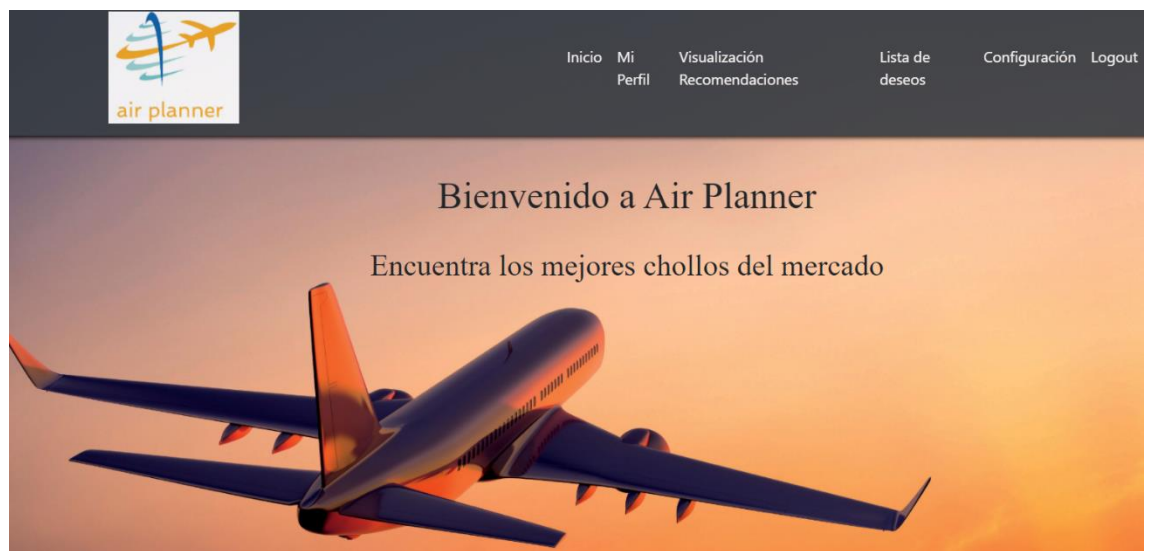 air planner
Inicio Mi Visualización Lista de Configuración Logout
Perfil Recomendaciones deseos
Bienvenido a Air Planner
Encuentra los mejores chollos del mercado